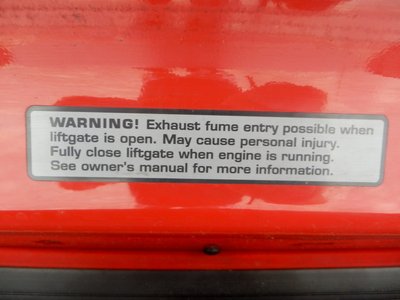 WARNING! Exhaust fume entry possible when
liftgate is open. May cause personal injury.
Fully close liftgate when engine is running.
See owner's manual for more information.